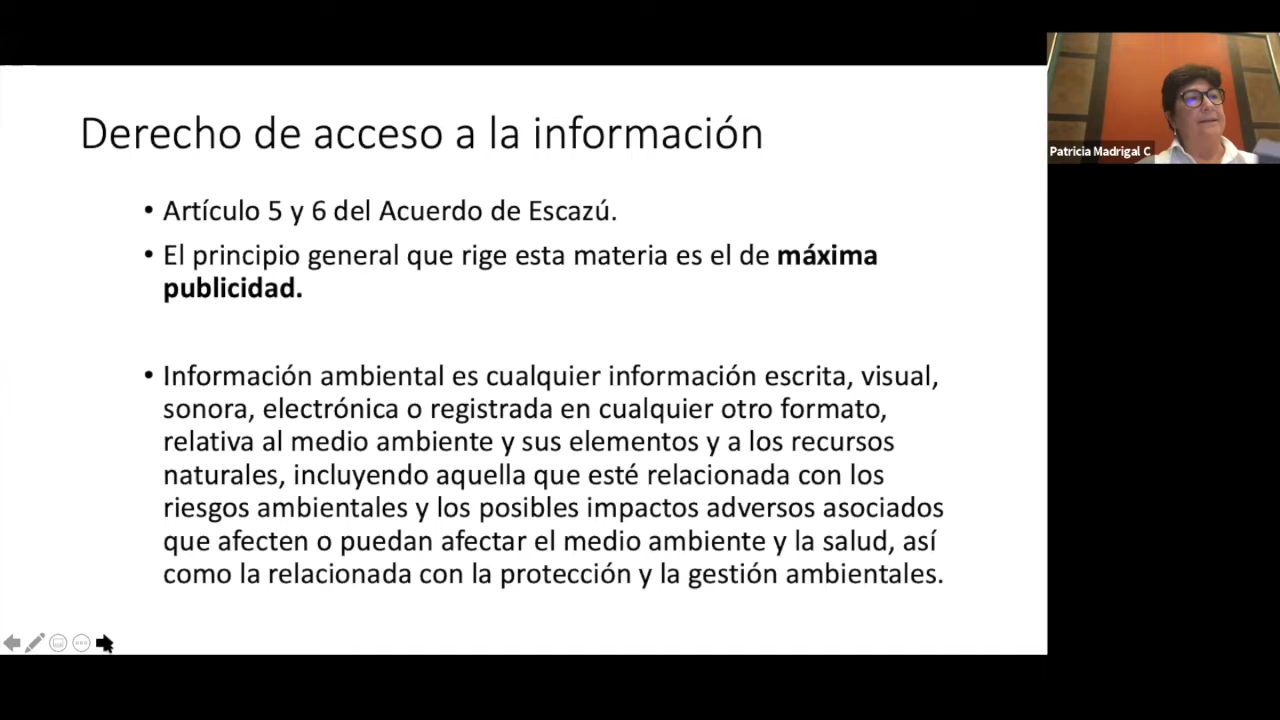 Derecho de acceso a la información
Patricia Madrigal C
• Artículo 5 y 6 del Acuerdo de Escazú.
• El principio general que rige esta materia es el de máxima
publicidad.
• Información ambiental es cualquier información escrita, visual,
sonora, electrónica o registrada en cualquier otro formato,
relativa al medio ambiente y sus elementos y a los recursos
naturales, incluyendo aquella que esté relacionada con los
riesgos ambientales y los posibles impactos adversos asociados
que afecten o puedan afectar el medio ambiente y la salud, así
como la relacionada con la protección y la gestión ambientales.